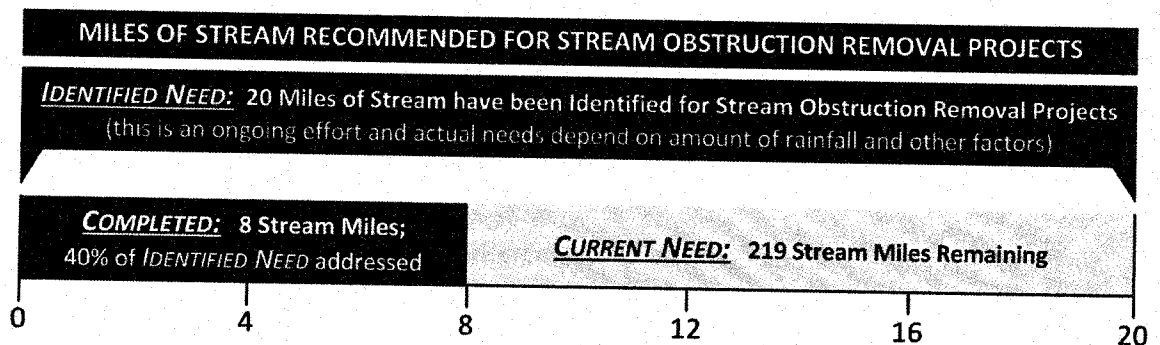 MILES OF STREAM RECOMMENDED FOR STREAM OBSTRUCTION REMOVAL PROJECTS
IDENTIFIED NEED: 20 Miles of Stream have been Identified for Stream Obstruction Removal Projects
(this is an ongoing effort and actual needs depend on amount of rainfall and other factors)
COMPLETED: 8 Stream Miles;
40% of IDENTIFIED NEED addressed
CURRENT NEED: 219 Stream Miles Remaining
0 4 8 12 16 20